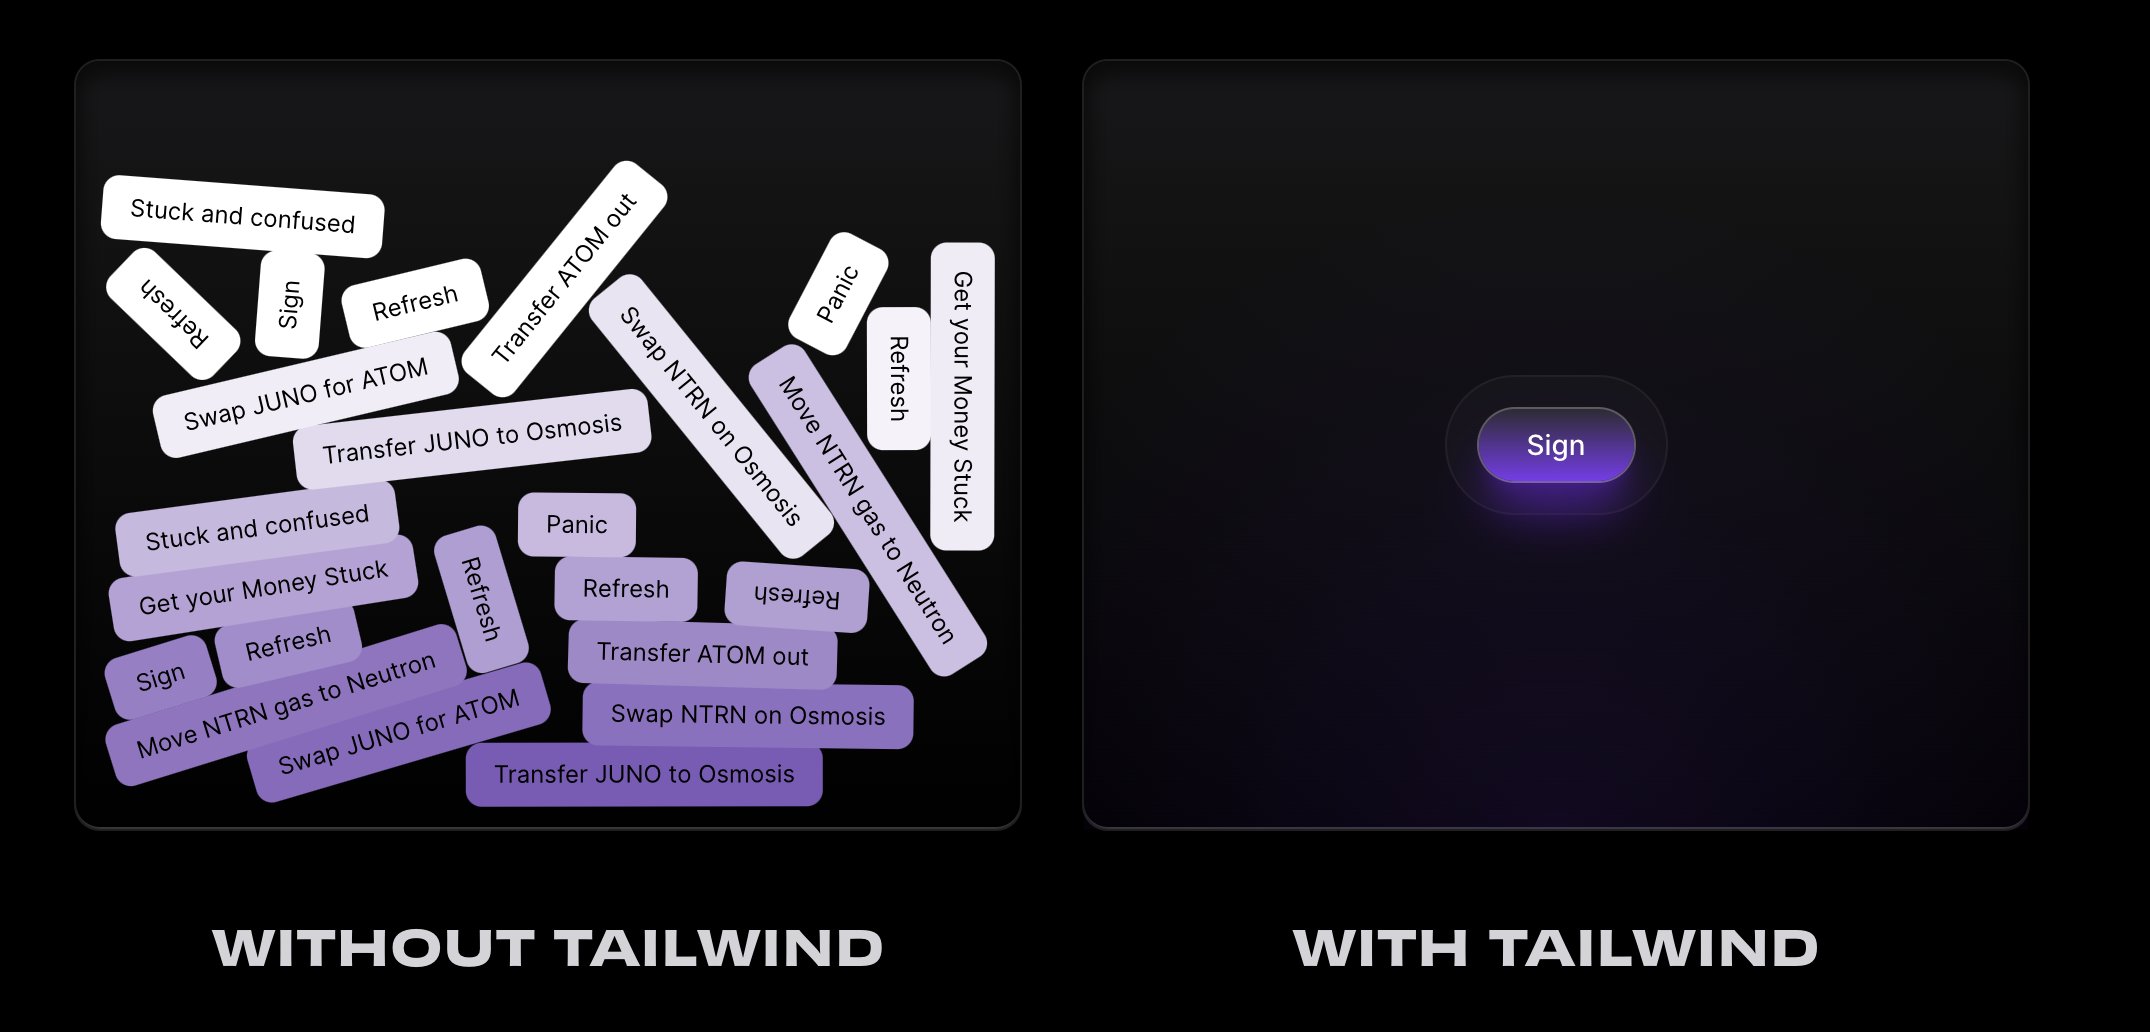 Stuck and confused
Refresh
Sign
Refresh
Transfer ATOM out
Swap JUNO for ATOM
Transfer JUNO to Osmosis
Swap NTRN on Osmosis
Panic
Refresh
Get your Money Stuck
Move NTRN gas to Neutron
Stuck and confused
Get your Money Stuck
Refresh
Panic
Refresh
Refresh
Sign
Refresh
Move NTRN gas to Neutron
Swap JUNO for ATOM
Transfer ATOM out
Swap NTRN on Osmosis
Transfer JUNO to Osmosis
WITHOUT TAILWIND
Sign
WITH TAILWIND